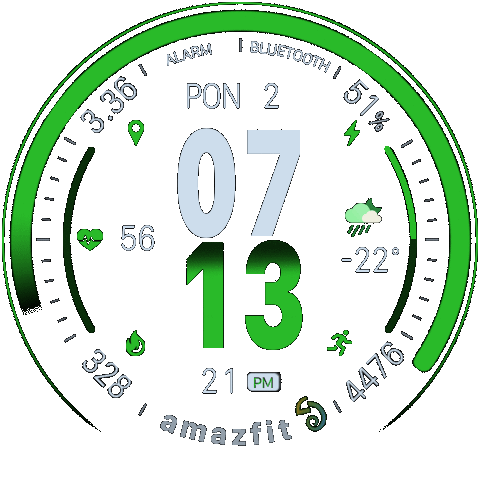 ALARM | BLUETOOTH
3.36
PON 2
51%
07
56
-22°
13
328
21 PM
4476
amazfit